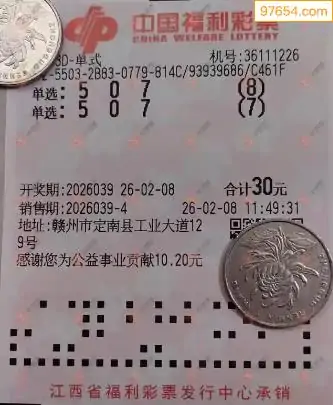 97654.com
中国福利彩票
CHINA WELFARE LOTTERY
3D-单式 机号:36111226
2-5503-2B83-0779-814C/93939686/C461F
单选: 5 0 7 (8)
单选: 5 0 7 (7)
开奖期:2026039 26-02-08 合计30元
销售期:2026039-4 26-02-08 11:49:31
地址:赣州市定南县工业大道12
9号
感谢您为公益事业贡献10.20元
江西省福利彩票发行中心承销